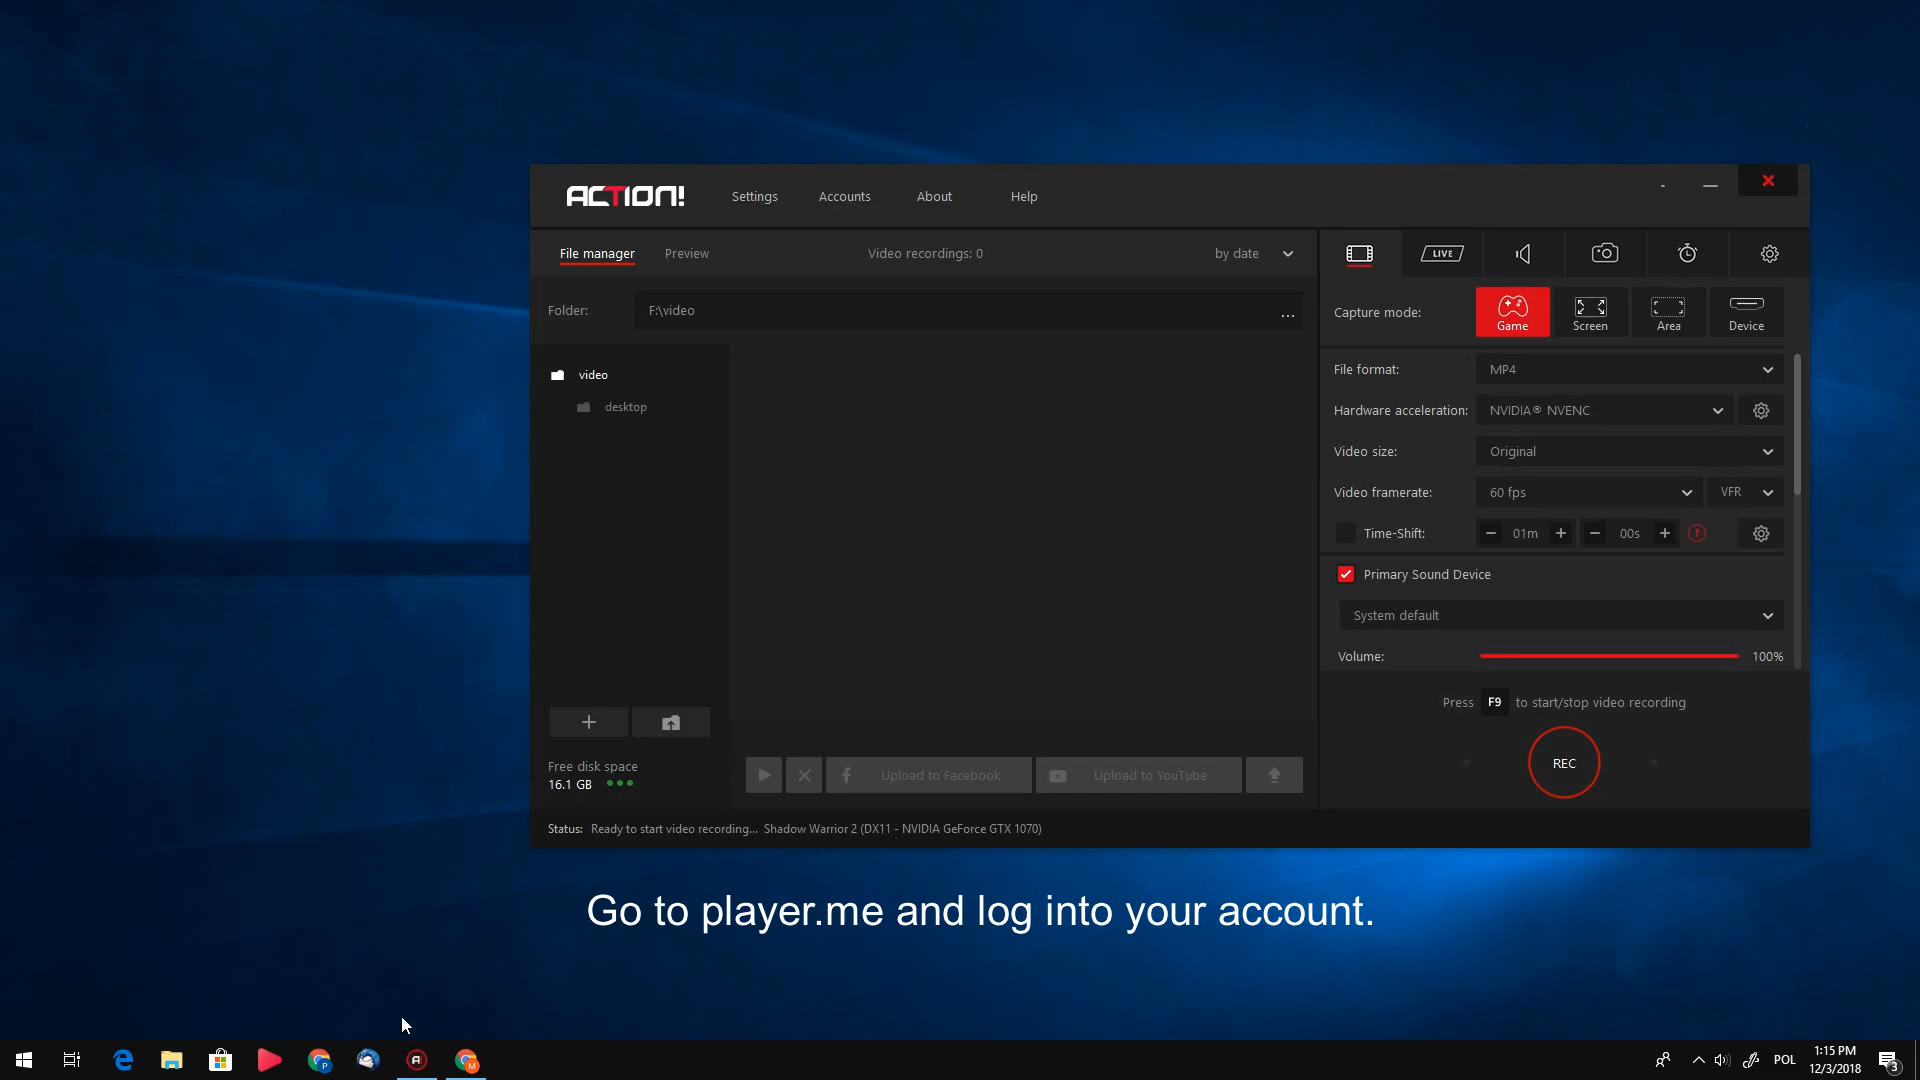 ACTION!
Settings
Accounts
About
Help
File manager
Preview
Video recordings: 0
by date
LIVE
Folder:
F:\video
...
Capture mode:
Game
Screen
Area
Device
video
desktop
File format:
MP4
Hardware acceleration:
NVIDIA® NVENC
Video size:
Original
Video framerate:
60 fps
VFR
Time-Shift:
01m
00s
Primary Sound Device
System default
Volume:
100%
Press F9 to start/stop video recording
REC
Free disk space
16.1 GB
Upload to Facebook
Upload to YouTube
Status: Ready to start video recording... Shadow Warrior 2 (DX11 - NVIDIA GeForce GTX 1070)
Go to player.me and log into your account.
POL
1:15 PM
12/3/2018
3